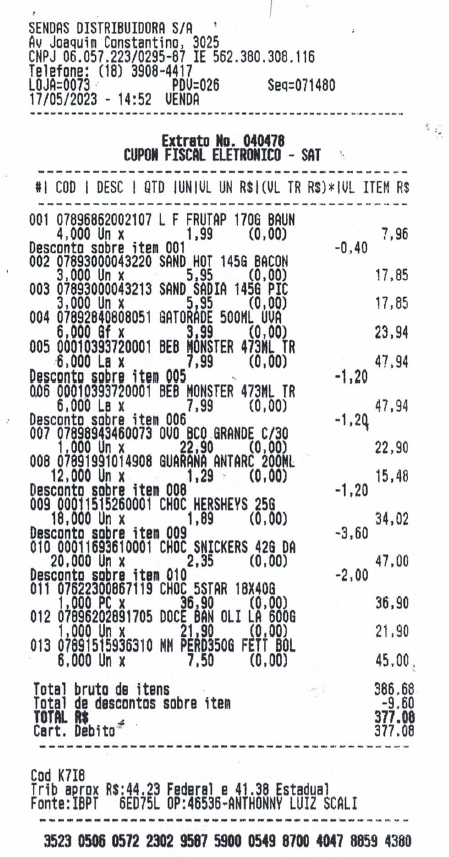 SENDAS DISTRIBUIDORA S/A
Av Joaquim Constantino, 3025
CNPJ 06.057.223/0295-87 IE 562.380.308.116
Telefone: (18) 3908-4417
LOJA=0073 PDV=026 Seq=071480
17/05/2023 - 14:52 VENDA
Extrato No. 040478
CUPON FISCAL ELETRONICO - SAT
#| COD | DESC | QTD |UN|VL UN R$|(VL TR R$)*|VL ITEM R$
001 07896862002107 L F FRUTAP 170G BAUN
4,000 Un x 1,99 (0,00) 7,96
Desconto sobre item 001 -0,40
002 07893000043220 SAND HOT 145G BACON
3,000 Un x 5,95 (0,00) 17,85
003 07893000043213 SAND SADIA 145G PIC
3,000 Un x 5,95 (0,00) 17,85
004 07892840808051 GATORADE 500ML UVA
6,000 Gf x 3,99 (0,00) 23,94
005 00010393720001 BEB MONSTER 473ML TR
6,000 La x 7,99 (0,00) 47,94
Desconto sobre item 005 -1,20
006 00010393720001 BEB MONSTER 473ML TR
6,000 La x 7,99 (0,00) 47,94
Desconto sobre item 006 -1,20
007 07898943460073 OVO BCO GRANDE C/30
1,000 Un x 22,90 (0,00) 22,90
008 07891991014908 GUARANA ANTARC 200ML
12,000 Un x 1,29 (0,00) 15,48
Desconto sobre item 008 -1,20
009 00011515260001 CHOC HERSHEYS 25G
18,000 Un x 1,89 (0,00) 34,02
Desconto sobre item 009 -3,60
010 00011693610001 CHOC SNICKERS 42G DA
20,000 Un x 2,35 (0,00) 47,00
Desconto sobre item 010 -2,00
011 07622300867119 CHOC 5STAR 18X40G
1,000 PC x 36,90 (0,00) 36,90
012 07896202891705 DOCE BAN OLI LA 600G
1,000 Un x 21,90 (0,00) 21,90
013 07891515936310 MN PERD350G FETT BOL
6,000 Un x 7,50 (0,00) 45,00
Total bruto de itens 386,68
Total de descontos sobre item -9,60
TOTAL R$ 377,08
Cart. Debito 377,08
Cod K7I8
Trib aprox R$:44.23 Federal e 41.38 Estadual
Fonte:IBPT 6ED75L OP:46536-ANTHONNY LUIZ SCALI
3523 0506 0572 2302 9587 5900 0549 8700 4047 8859 4380